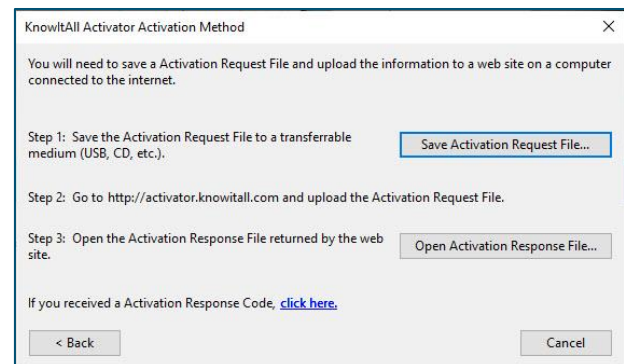 KnowItAll Activator Activation Method
You will need to save a Activation Request File and upload the information to a web site on a computer
connected to the internet.
Step 1: Save the Activation Request File to a transferrable
medium (USB, CD, etc.).
Save Activation Request File...
Step 2: Go to http://activator.knowitall.com and upload the Activation Request File.
Step 3: Open the Activation Response File returned by the web
site.
Open Activation Response File...
If you received a Activation Response Code, click here.
< Back
Cancel